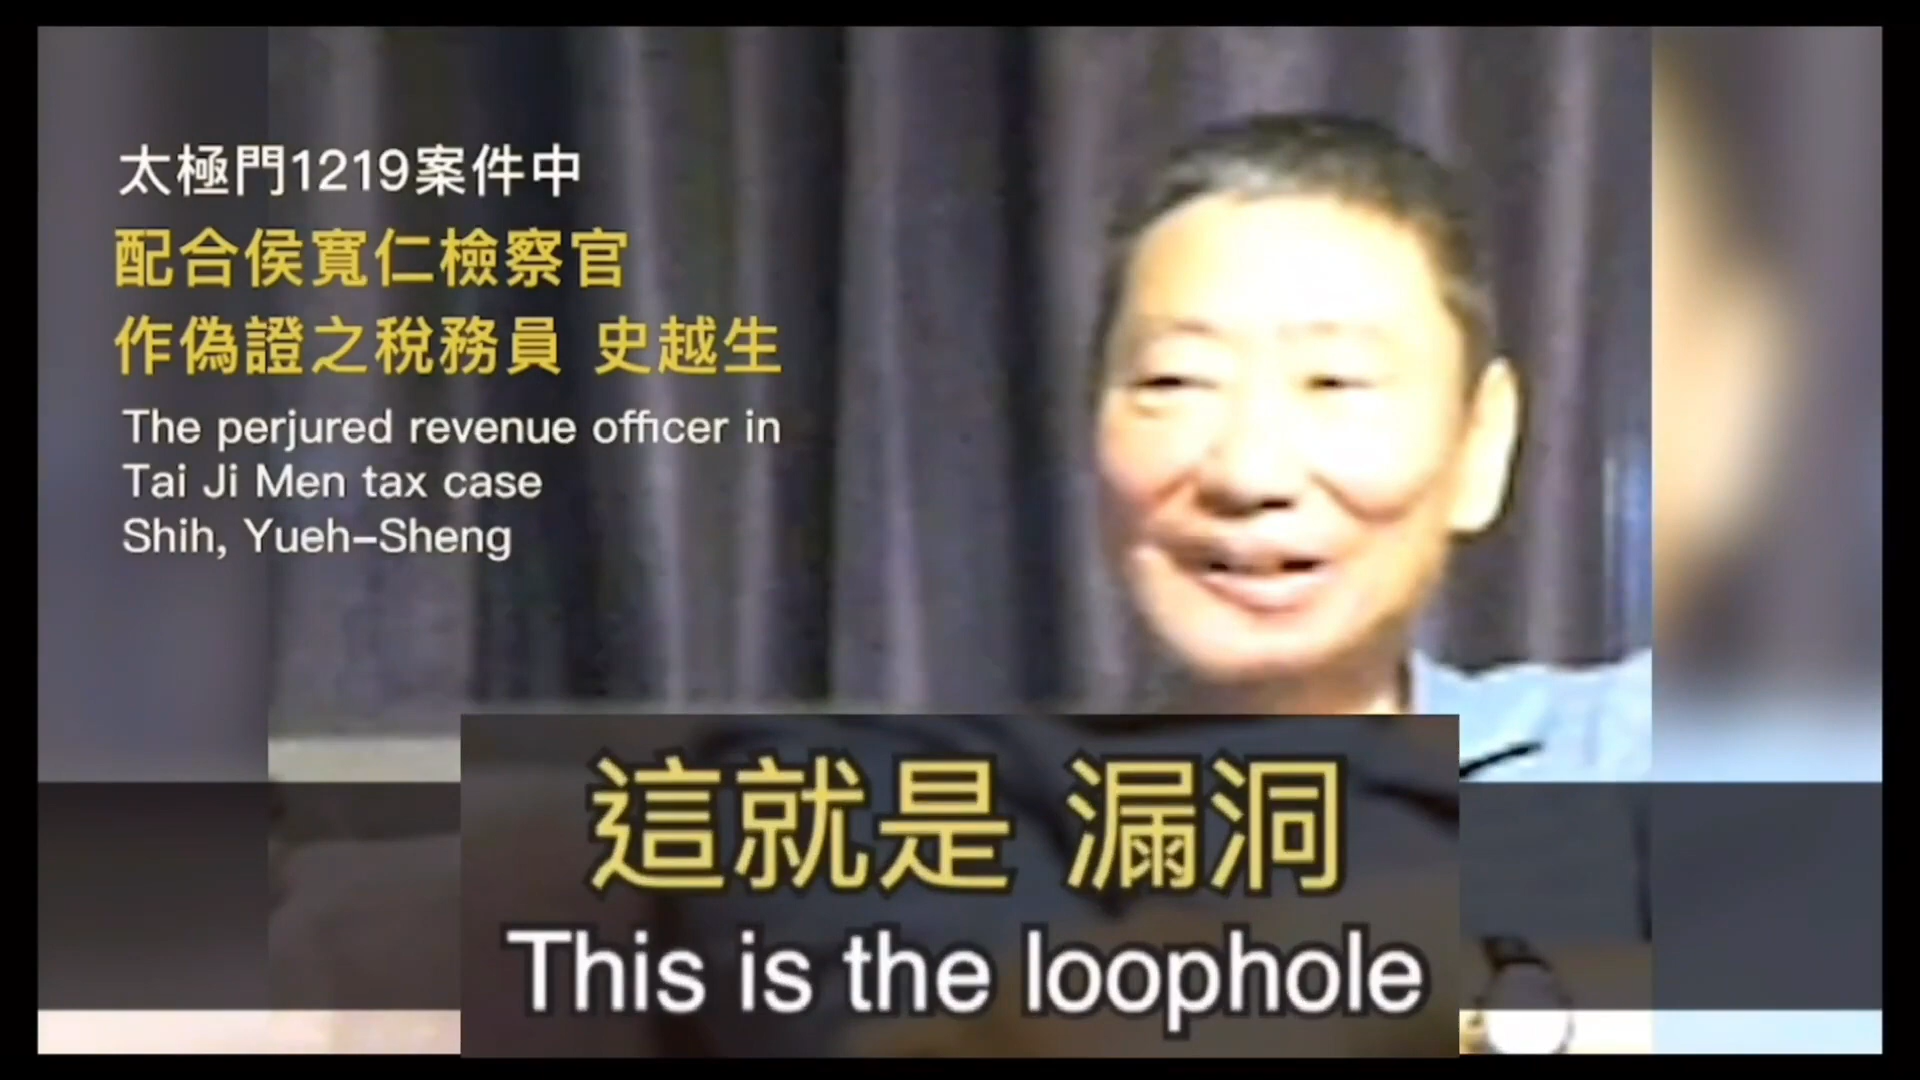 太極門1219案件中
配合侯寬仁檢察官
作偽證之稅務員 史越生
The perjured revenue officer in
Tai Ji Men tax case
Shih, Yueh-Sheng
這就是 漏洞
This is the loophole